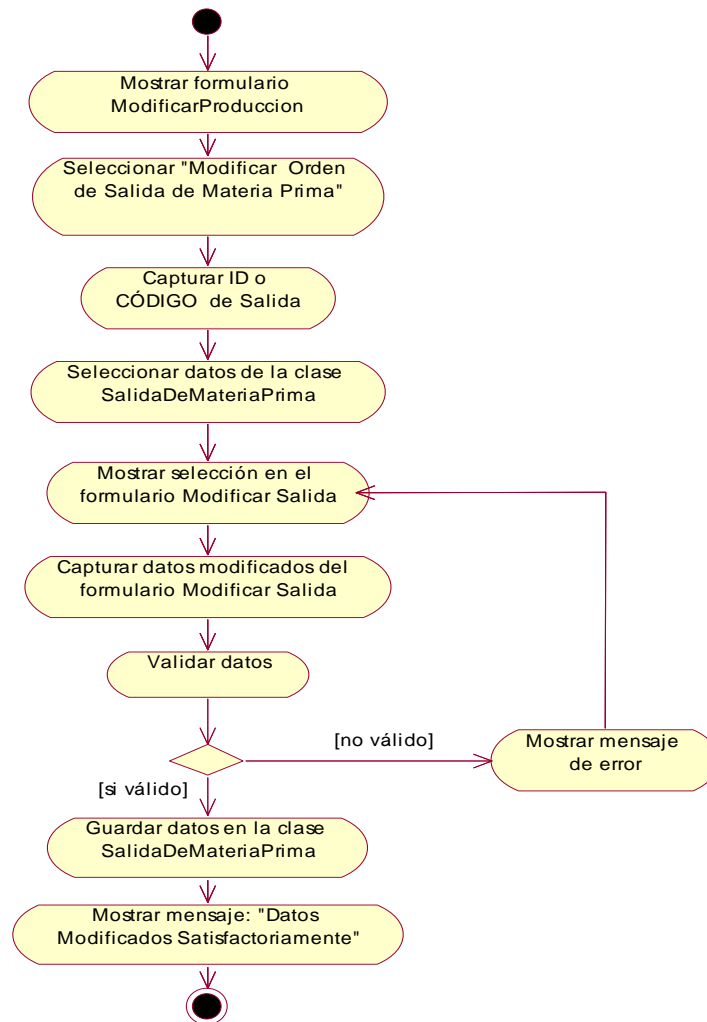 Mostrar formulario
ModificarProduccion
Seleccionar "Modificar Orden
de Salida de Materia Prima"
Capturar ID o
CÓDIGO de Salida
Seleccionar datos de la clase
SalidaDeMateriaPrima
Mostrar selección en el
formulario Modificar Salida
Capturar datos modificados del
formulario Modificar Salida
Validar datos
[no válido]
Mostrar mensaje
de error
[si válido]
Guardar datos en la clase
SalidaDeMateriaPrima
Mostrar mensaje: "Datos
Modificados Satisfactoriamente"